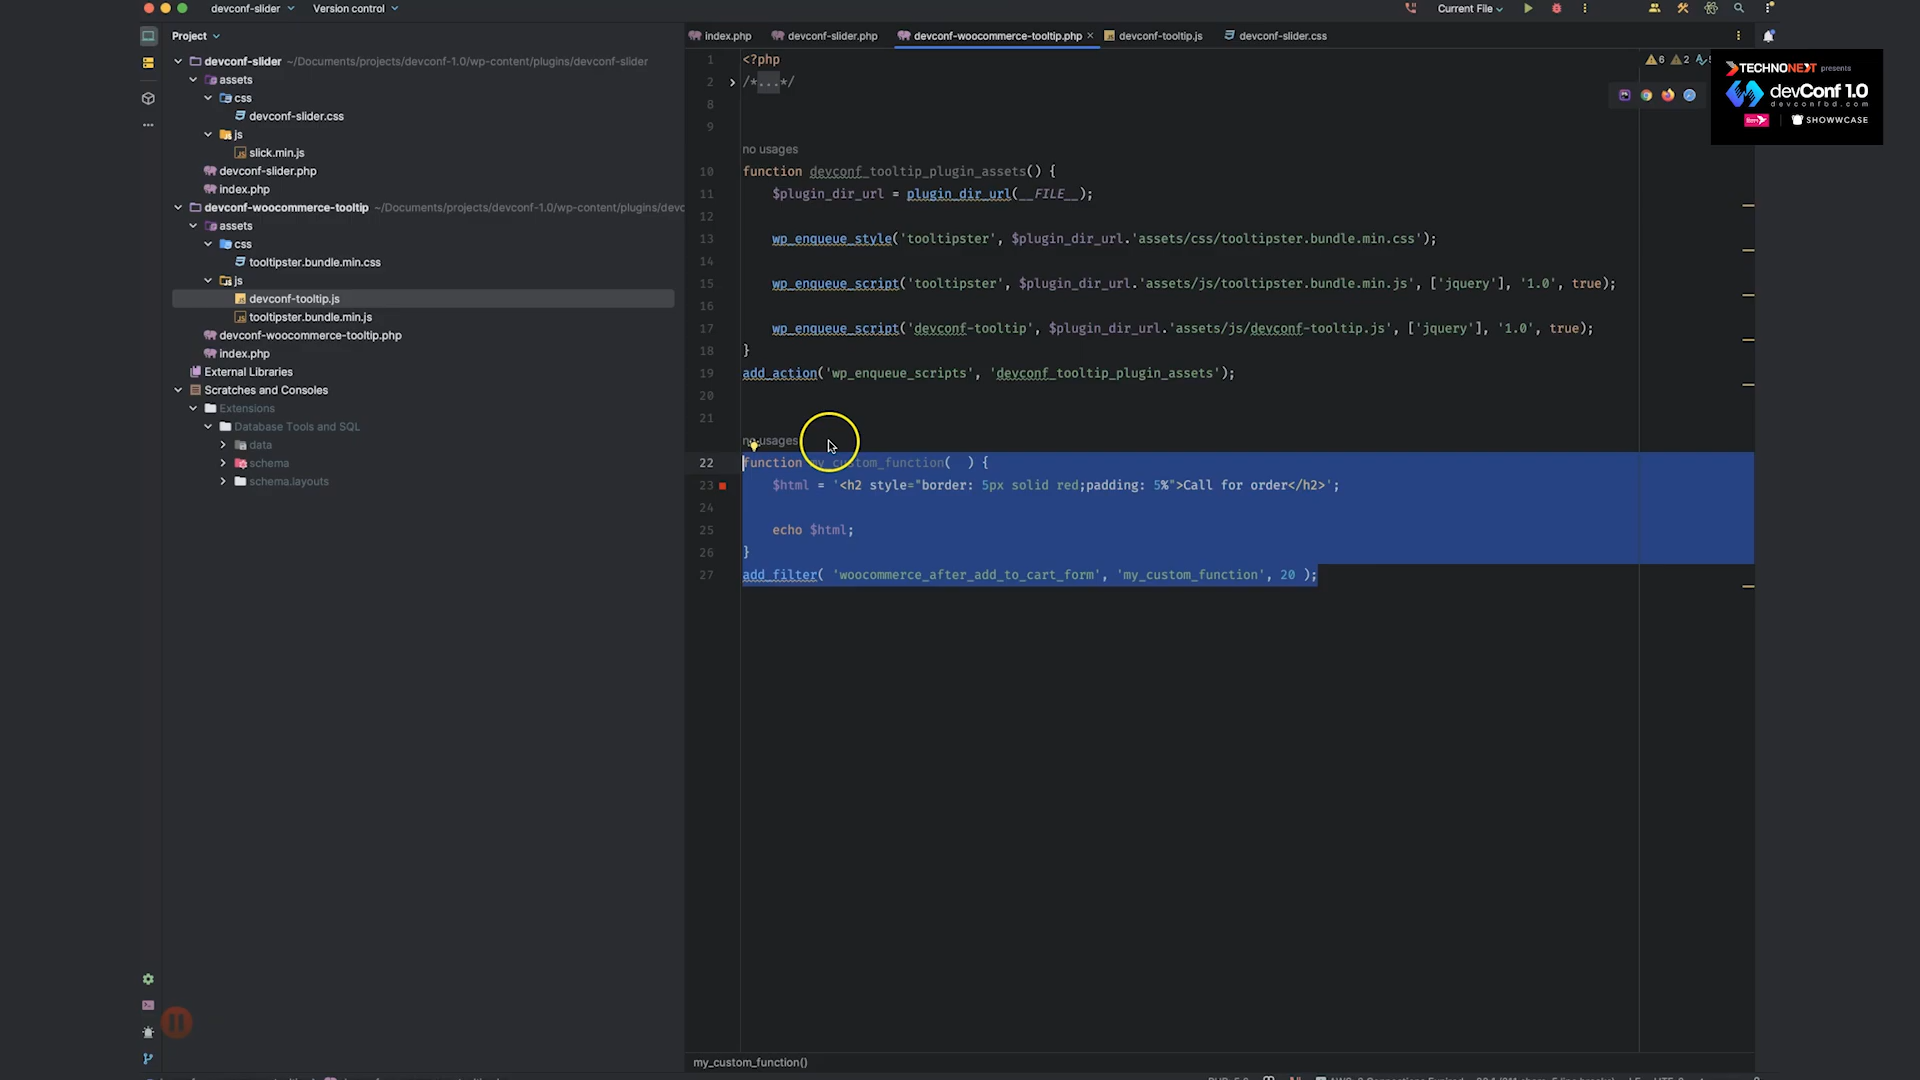 devconf-slider
Version control
Current File
Project
index.php
devconf-slider.php
devconf-woocommerce-tooltip.php
devconf-tooltip.js
devconf-slider.css
TECHNONEXT presents
devConf 1.0
devconfbd.com
SHOWWCASE
devconf-slider ~/Documents/projects/devconf-1.0/wp-content/plugins/devconf-slider
assets
css
devconf-slider.css
js
slick.min.js
devconf-slider.php
index.php
devconf-woocommerce-tooltip ~/Documents/projects/devconf-1.0/wp-content/plugins/devc
assets
css
tooltipster.bundle.min.css
js
devconf-tooltip.js
tooltipster.bundle.min.js
devconf-woocommerce-tooltip.php
index.php
External Libraries
Scratches and Consoles
Extensions
Database Tools and SQL
data
schema
schema.layouts
6 2
1 <?php
2 /*...*/
8
9
no usages
10 function devconf_tooltip_plugin_assets() {
11 $plugin_dir_url = plugin_dir_url(__FILE__);
12
13 wp_enqueue_style('tooltipster', $plugin_dir_url.'assets/css/tooltipster.bundle.min.css');
14
15 wp_enqueue_script('tooltipster', $plugin_dir_url.'assets/js/tooltipster.bundle.min.js', ['jquery'], '1.0', true);
16
17 wp_enqueue_script('devconf-tooltip', $plugin_dir_url.'assets/js/devconf-tooltip.js', ['jquery'], '1.0', true);
18 }
19 add_action('wp_enqueue_scripts', 'devconf_tooltip_plugin_assets');
20
21
no usages
22 function my_custom_function( ) {
23 $html = '<h2 style="border: 5px solid red;padding: 5%">Call for order</h2>';
24
25 echo $html;
26 }
27 add_filter( 'woocommerce_after_add_to_cart_form', 'my_custom_function', 20 );
my_custom_function()